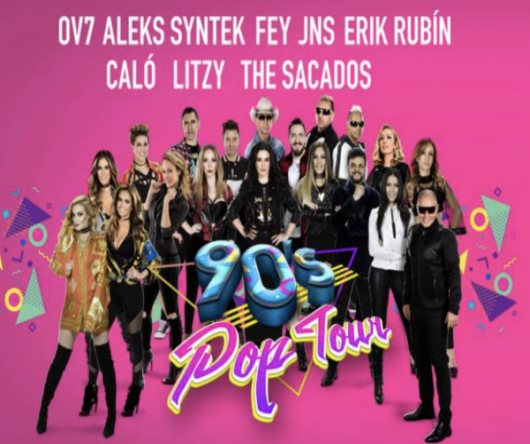 OV7 ALEKS SYNTEK FEY JNS ERIK RUBÍN
CALÓ LITZY THE SACADOS
90's
Pop Tour